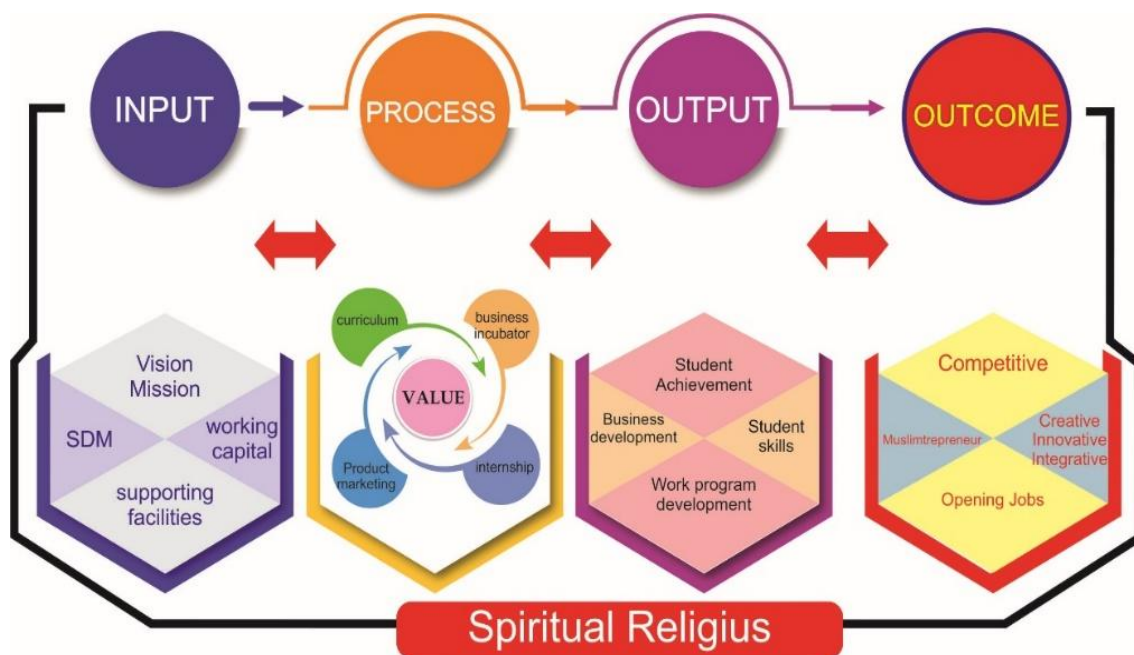 INPUT
PROCESS
OUTPUT
OUTCOME
Vision
Mission
SDM
working
capital
supporting
facilities
curriculum
business
incubator
VALUE
Product
marketing
internship
Student
Achievement
Business
development
Student
skills
Work program
development
Competitive
Muslimtrepreneur
Creative
Innovative
Integrative
Opening Jobs
Spiritual Religius